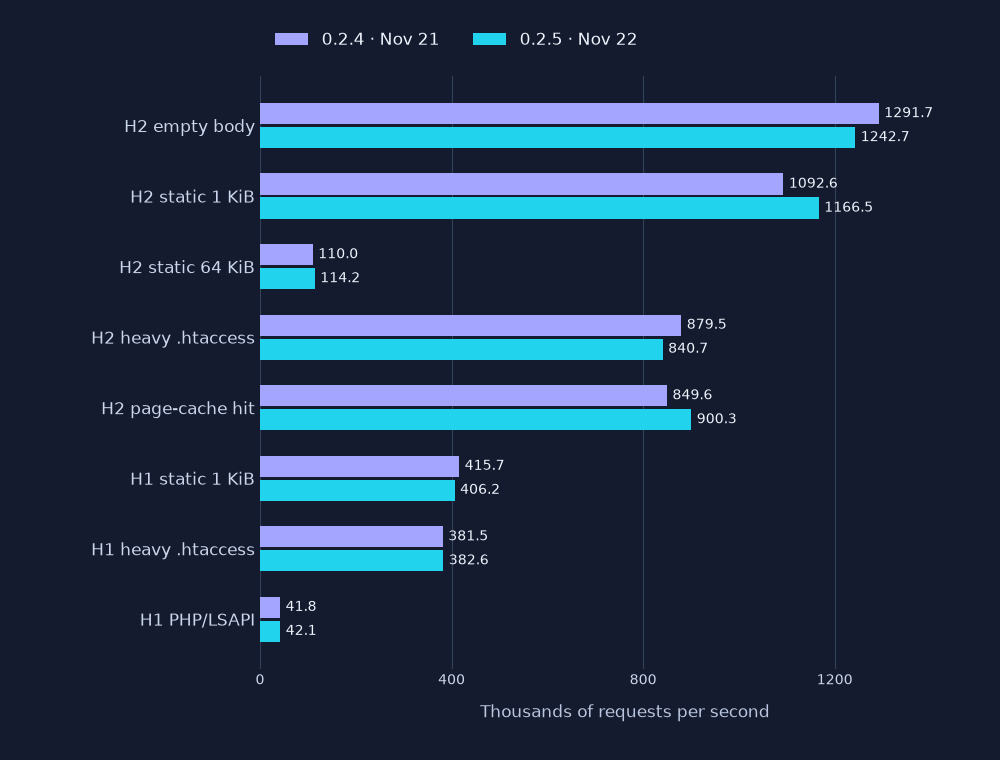 0.2.4 · Nov 21 0.2.5 · Nov 22
H2 empty body 1291.7
1242.7
H2 static 1 KiB 1092.6
1166.5
H2 static 64 KiB 110.0
114.2
H2 heavy .htaccess 879.5
840.7
H2 page-cache hit 849.6
900.3
H1 static 1 KiB 415.7
406.2
H1 heavy .htaccess 381.5
382.6
H1 PHP/LSAPI 41.8
42.1
0 400 800 1200
Thousands of requests per second